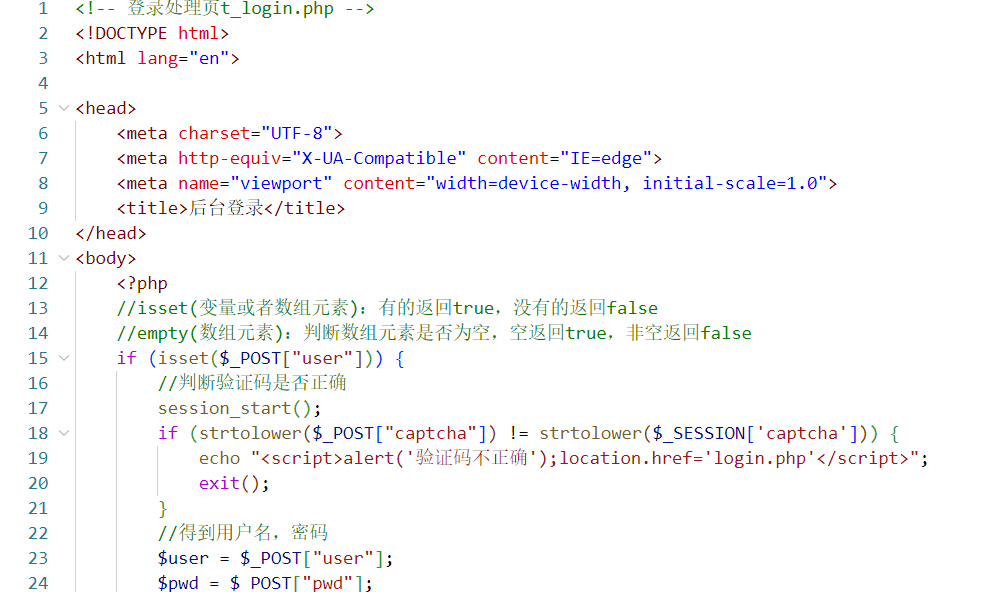 1 <!-- 登录处理页t_login.php -->
2 <!DOCTYPE html>
3 <html lang="en">
4
5 <head>
6     <meta charset="UTF-8">
7     <meta http-equiv="X-UA-Compatible" content="IE=edge">
8     <meta name="viewport" content="width=device-width, initial-scale=1.0">
9     <title>后台登录</title>
10 </head>
11 <body>
12     <?php
13     //isset(变量或者数组元素)：有的返回true，没有的返回false
14     //empty(数组元素)：判断数组元素是否为空，空返回true，非空返回false
15     if (isset($_POST["user"])) {
16         //判断验证码是否正确
17         session_start();
18         if (strtolower($_POST["captcha"]) != strtolower($_SESSION['captcha'])) {
19             echo "<script>alert('验证码不正确');location.href='login.php'</script>";
20             exit();
21         }
22         //得到用户名，密码
23         $user = $_POST["user"];
24         $pwd = $_POST["pwd"];